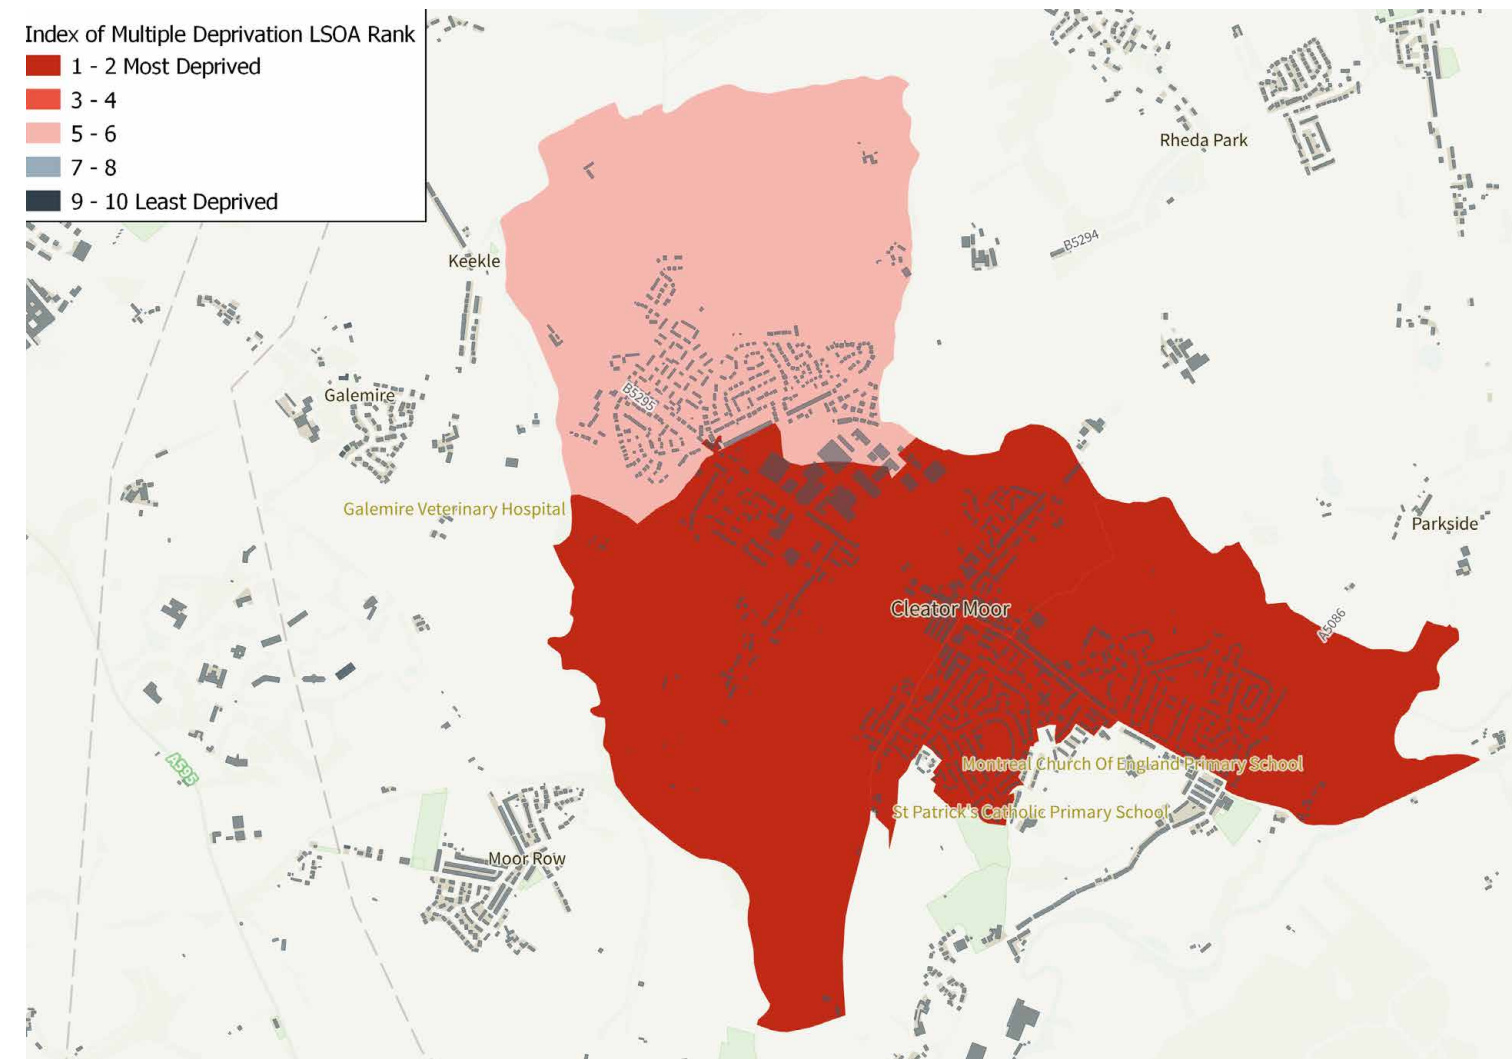 Index of Multiple Deprivation LSOA Rank
1 - 2 Most Deprived
3 - 4
5 - 6
7 - 8
9 - 10 Least Deprived
Rheda Park
B5294
Keekle
Galemire
B5295
Galemire Veterinary Hospital
Parkside
Cleator Moor
A5086
Montreal Church Of England Primary School
A595
St Patrick's Catholic Primary School
Moor Row